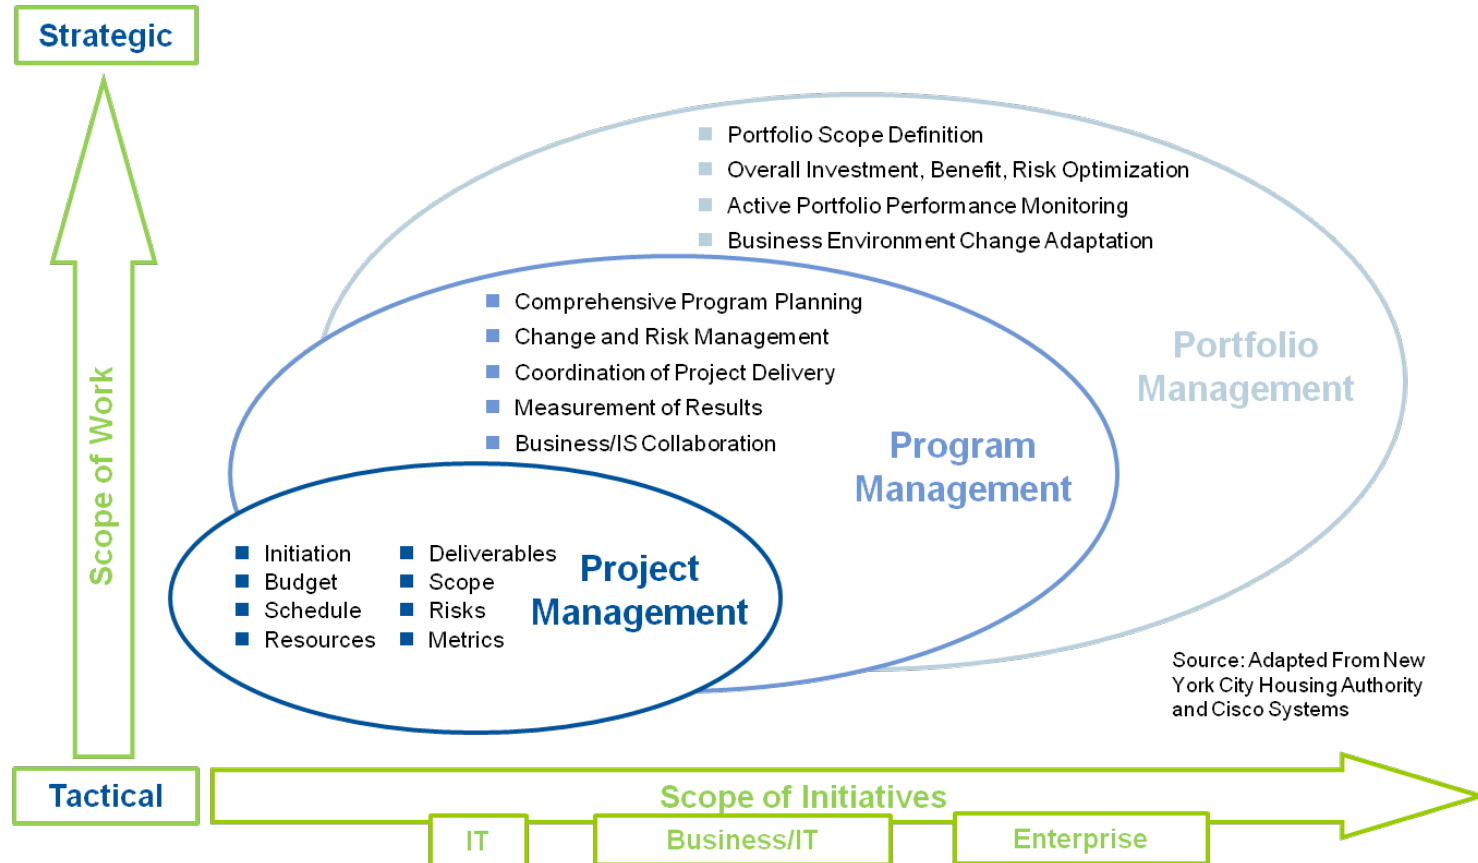 Strategic
Portfolio Scope Definition
Overall Investment, Benefit, Risk Optimization
Active Portfolio Performance Monitoring
Business Environment Change Adaptation
Portfolio
Management
Comprehensive Program Planning
Change and Risk Management
Coordination of Project Delivery
Measurement of Results
Business/IS Collaboration
Program
Management
Scope of Work
Initiation
Budget
Schedule
Resources
Deliverables
Scope
Risks
Metrics
Project
Management
Source: Adapted From New
York City Housing Authority
and Cisco Systems
Tactical
Scope of Initiatives
IT
Business/IT
Enterprise